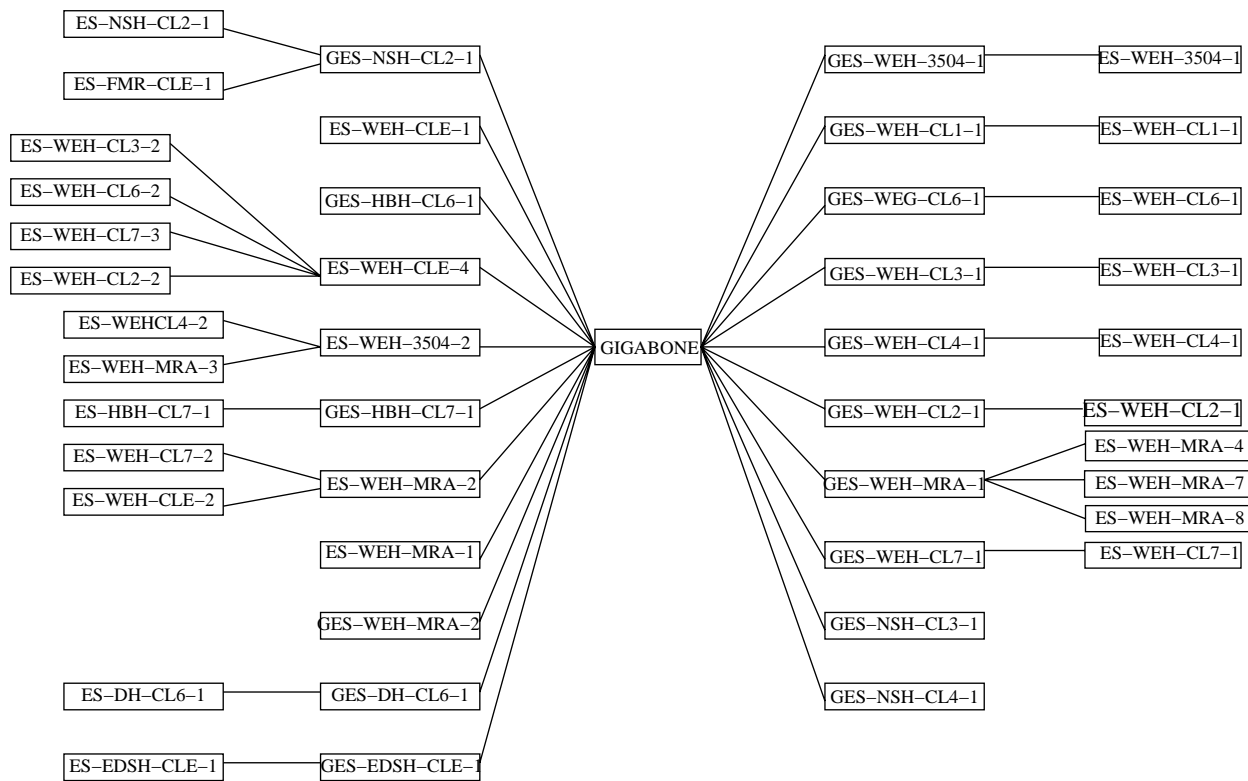 ES−NSH−CL2−1
ES−FMR−CLE−1
ES−WEH−CL3−2
ES−WEH−CL6−2
ES−WEH−CL7−3
ES−WEH−CL2−2
ES−WEHCL4−2
ES−WEH−MRA−3
ES−HBH−CL7−1
ES−WEH−CL7−2
ES−WEH−CLE−2
ES−DH−CL6−1
ES−EDSH−CLE−1
GES−NSH−CL2−1
ES−WEH−CLE−1
GES−HBH−CL6−1
ES−WEH−CLE−4
ES−WEH−3504−2
GES−HBH−CL7−1
ES−WEH−MRA−2
ES−WEH−MRA−1
GES−WEH−MRA−2
GES−DH−CL6−1
GES−EDSH−CLE−1
GIGABONE
GES−WEH−3504−1
GES−WEH−CL1−1
GES−WEG−CL6−1
GES−WEH−CL3−1
GES−WEH−CL4−1
GES−WEH−CL2−1
GES−WEH−MRA−1
GES−WEH−CL7−1
GES−NSH−CL3−1
GES−NSH−CL4−1
ES−WEH−3504−1
ES−WEH−CL1−1
ES−WEH−CL6−1
ES−WEH−CL3−1
ES−WEH−CL4−1
ES−WEH−CL2−1
ES−WEH−MRA−4
ES−WEH−MRA−7
ES−WEH−MRA−8
ES−WEH−CL7−1